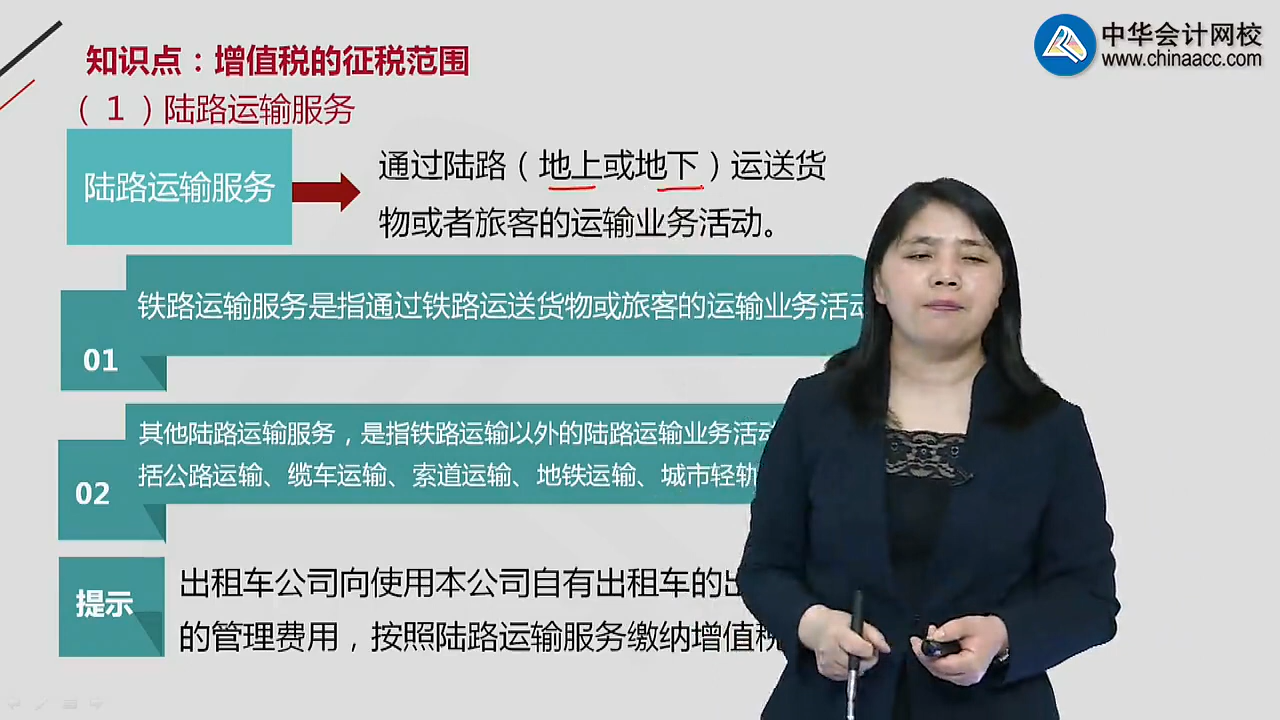 中华会计网校
www.chinaacc.com
知识点：增值税的征税范围
（1）陆路运输服务
陆路运输服务
通过陆路（地上或地下）运送货
物或者旅客的运输业务活动。
01
铁路运输服务是指通过铁路运送货物或旅客的运输业务活动
02
其他陆路运输服务，是指铁路运输以外的陆路运输业务活动
括公路运输、缆车运输、索道运输、地铁运输、城市轻轨
提示
出租车公司向使用本公司自有出租车的出
的管理费用，按照陆路运输服务缴纳增值税